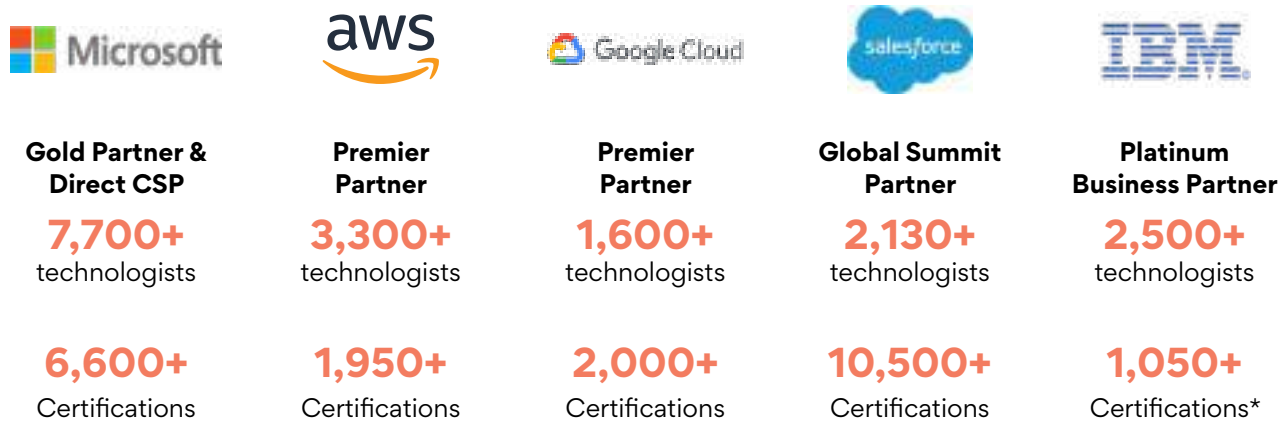 Microsoft
aws
Google Cloud
salesforce
IBM
Gold Partner &
Direct CSP
7,700+
technologists
6,600+
Certifications
Premier
Partner
3,300+
technologists
1,950+
Certifications
Premier
Partner
1,600+
technologists
2,000+
Certifications
Global Summit
Partner
2,130+
technologists
10,500+
Certifications
Platinum
Business Partner
2,500+
technologists
1,050+
Certifications*